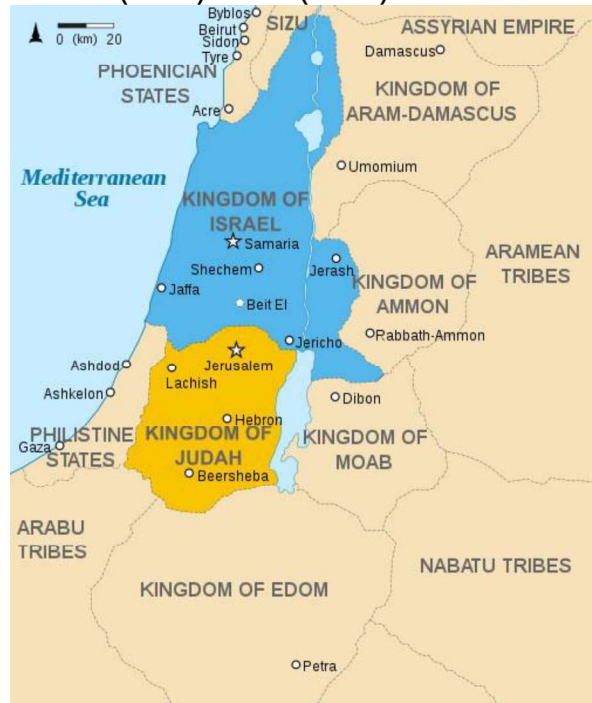 Byblos
Beirut
Sidon
Tyre
SIZU
ASSYRIAN EMPIRE
0 (km) 20
Damascus
PHOENICIAN
STATES
KINGDOM OF
ARAM-DAMASCUS
Acre
Umomium
Mediterranean
Sea
KINGDOM OF
ISRAEL
Samaria
Shechem
Jerash
ARAMEAN
TRIBES
KINGDOM OF
AMMON
Jaffa
Beit El
Rabbath-Ammon
Jericho
Jerusalem
Ashdod
Lachish
Ashkelon
Dibon
Hebron
PHILISTINE
STATES
Gaza
KINGDOM OF
JUDAH
KINGDOM OF
MOAB
Beersheba
ARABU
TRIBES
NABATU TRIBES
KINGDOM OF EDOM
Petra